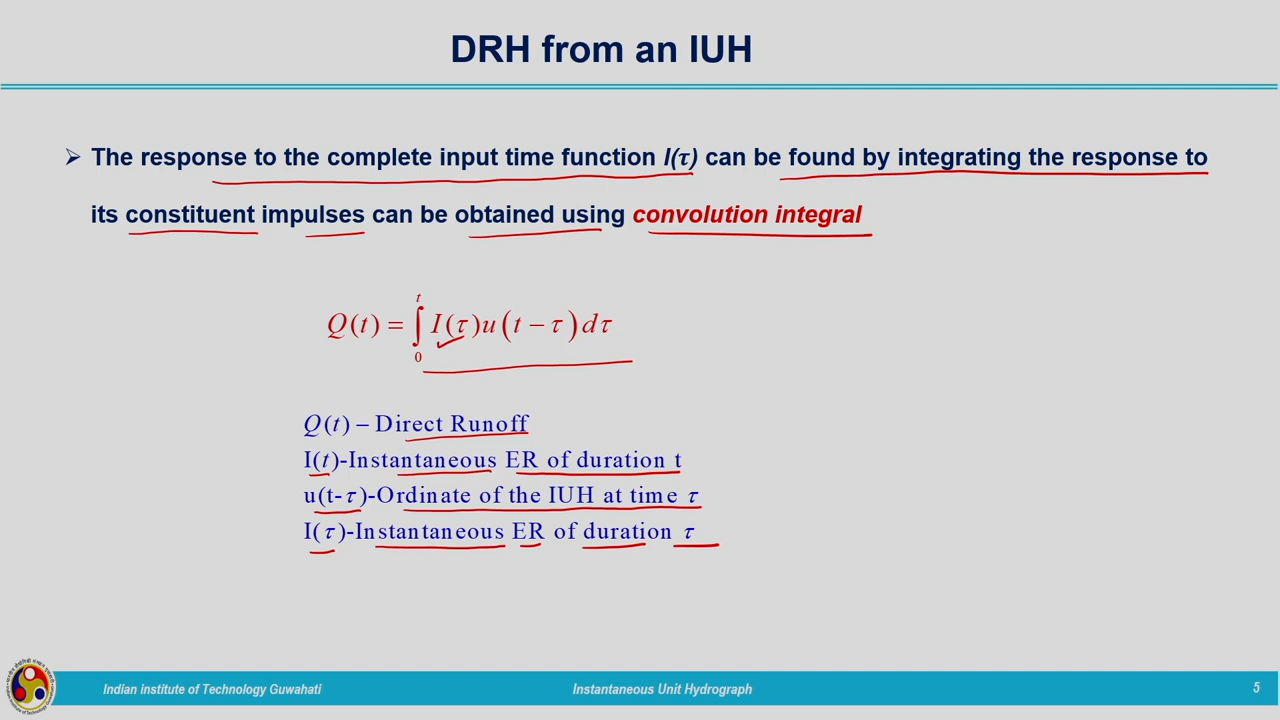 DRH from an IUH
➢ The response to the complete input time function I(τ) can be found by integrating the response to
its constituent impulses can be obtained using convolution integral
Q(t) = ∫₀ᵗ I(τ)u(t − τ)dτ
Q(t) – Direct Runoff
I(t)-Instantaneous ER of duration t
u(t-τ)-Ordinate of the IUH at time τ
I(τ)-Instantaneous ER of duration τ
Indian institute of Technology Guwahati
Instantaneous Unit Hydrograph
5